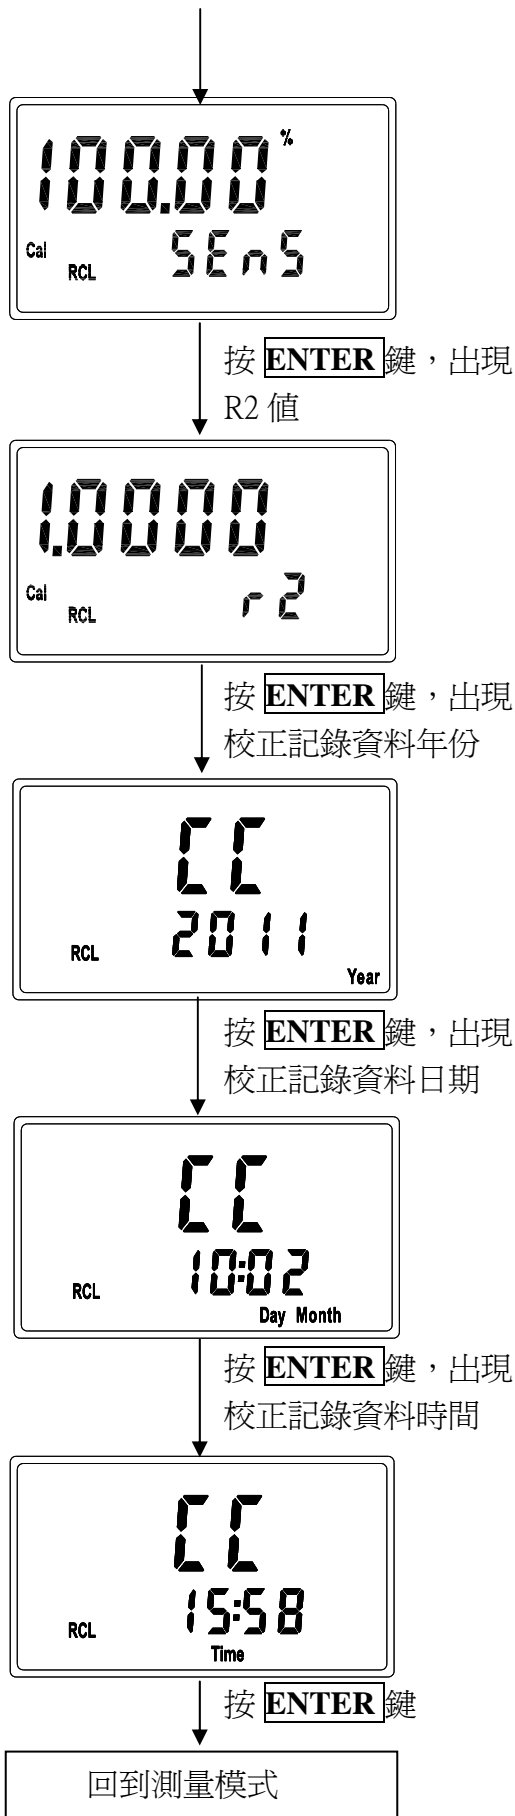 100.00 %
Cal RCL SEnS
按 ENTER 鍵，出現
R2 值
1.0000
Cal RCL r2
按 ENTER 鍵，出現
校正記錄資料年份
CC
RCL 2011
Year
按 ENTER 鍵，出現
校正記錄資料日期
CC
RCL 10:02
Day Month
按 ENTER 鍵，出現
校正記錄資料時間
CC
RCL 15:58
Time
按 ENTER 鍵
回到測量模式